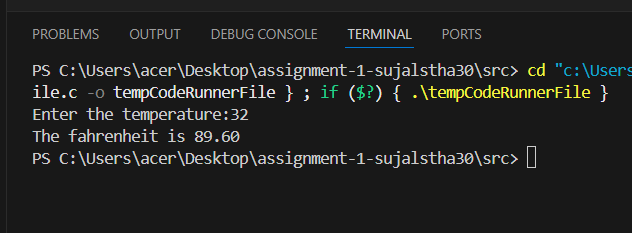 PROBLEMS OUTPUT DEBUG CONSOLE TERMINAL PORTS
PS C:\Users\acer\Desktop\assignment-1-sujalstha30\src> cd "c:\Users
ile.c -o tempCodeRunnerFile } ; if ($?) { .\tempCodeRunnerFile }
Enter the temperature:32
The fahrenheit is 89.60
PS C:\Users\acer\Desktop\assignment-1-sujalstha30\src>